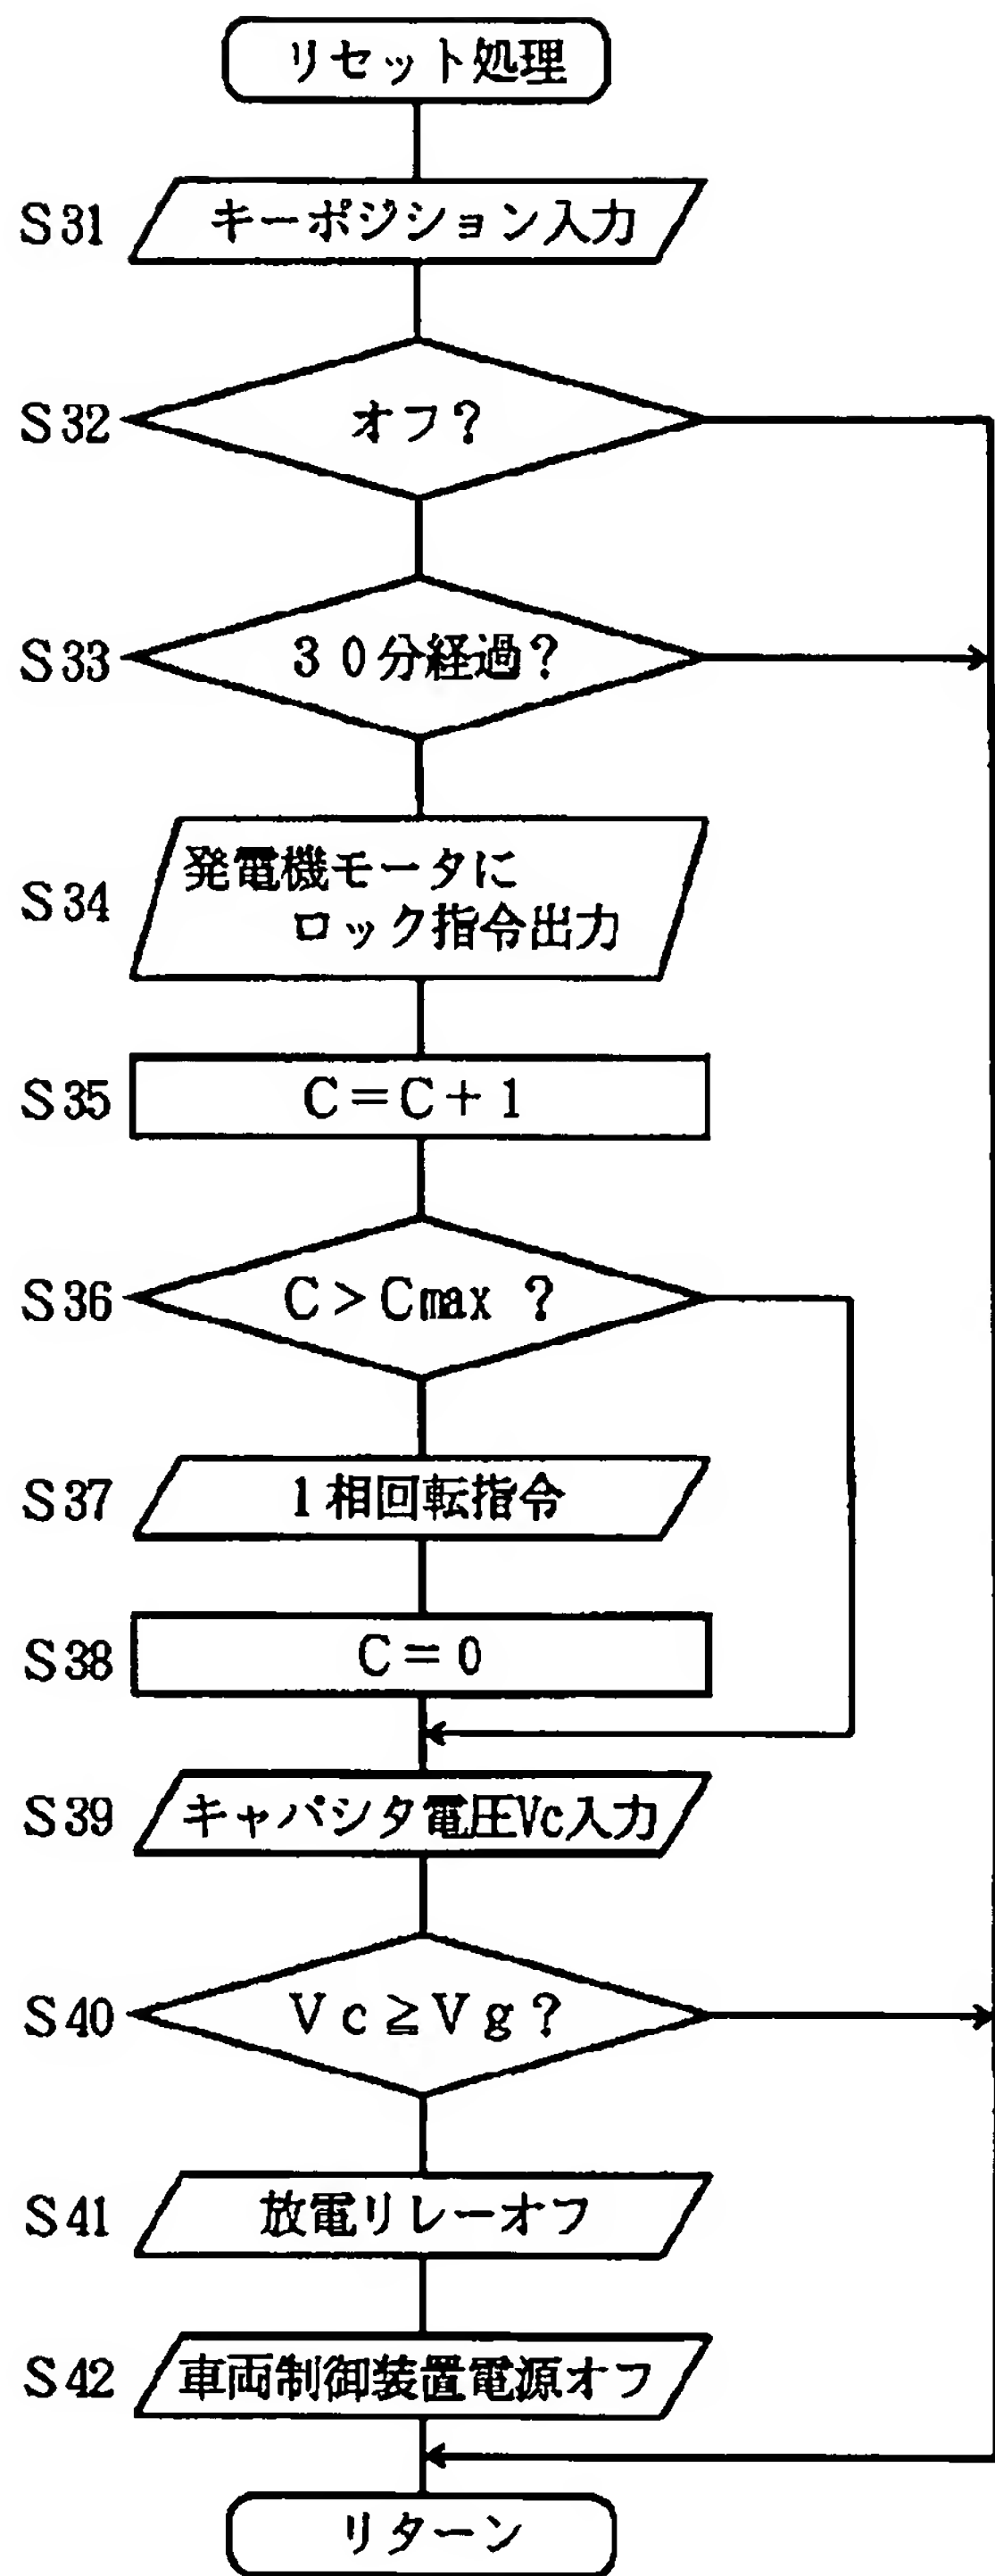 リセット処理
S31 キーポジション入力
S32 オフ?
S33 30分経過?
S34 発電機モータに
ロック指令出力
S35 C=C+1
S36 C>Cmax ?
S37 1相回転指令
S38 C=0
S39 キャパシタ電圧Vc入力
S40 Vc≧Vg?
S41 放電リレーオフ
S42 車両制御装置電源オフ
リターン